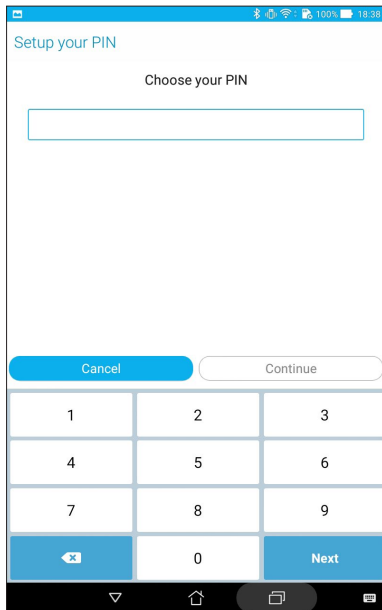 100% 18:38
Setup your PIN
Choose your PIN
Cancel Continue
1 2 3
4 5 6
7 8 9
0 Next